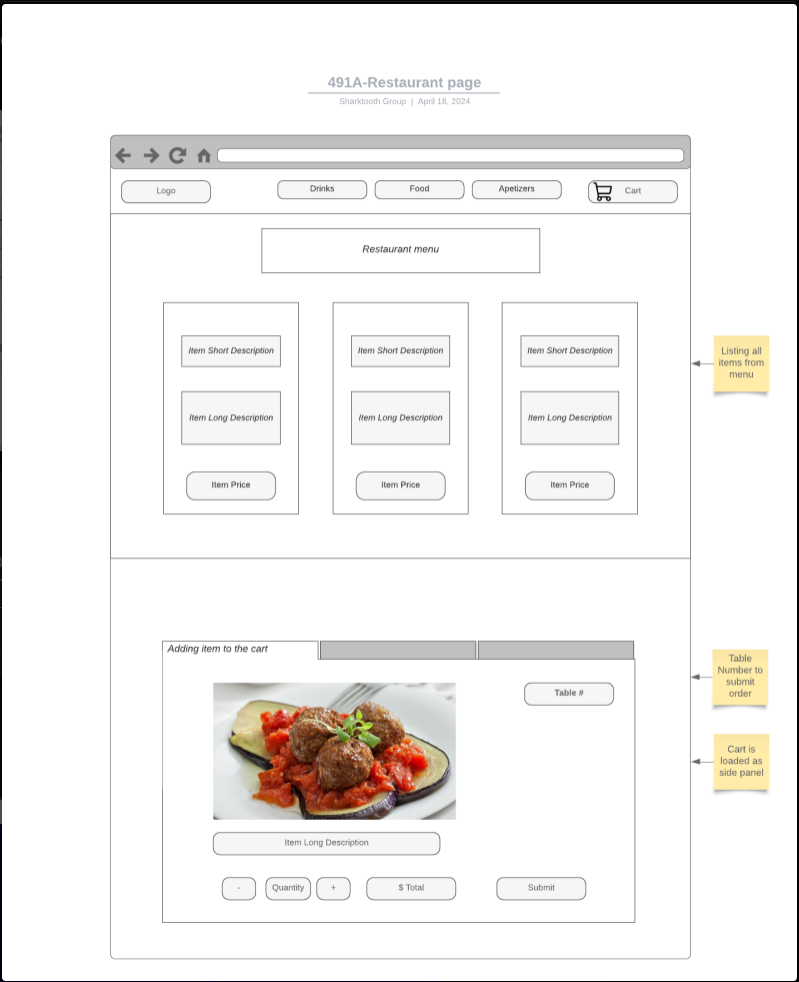 491A-Restaurant page
Sharktooth Group | April 18, 2024
Logo
Drinks
Food
Apetizers
Cart
Restaurant menu
Item Short Description
Item Short Description
Item Short Description
Listing all
items from
menu
Item Long Description
Item Long Description
Item Long Description
Item Price
Item Price
Item Price
Adding item to the cart
Table #
Table
Number to
submit
order
Cart is
loaded as
side panel
Item Long Description
-
Quantity
+
$ Total
Submit